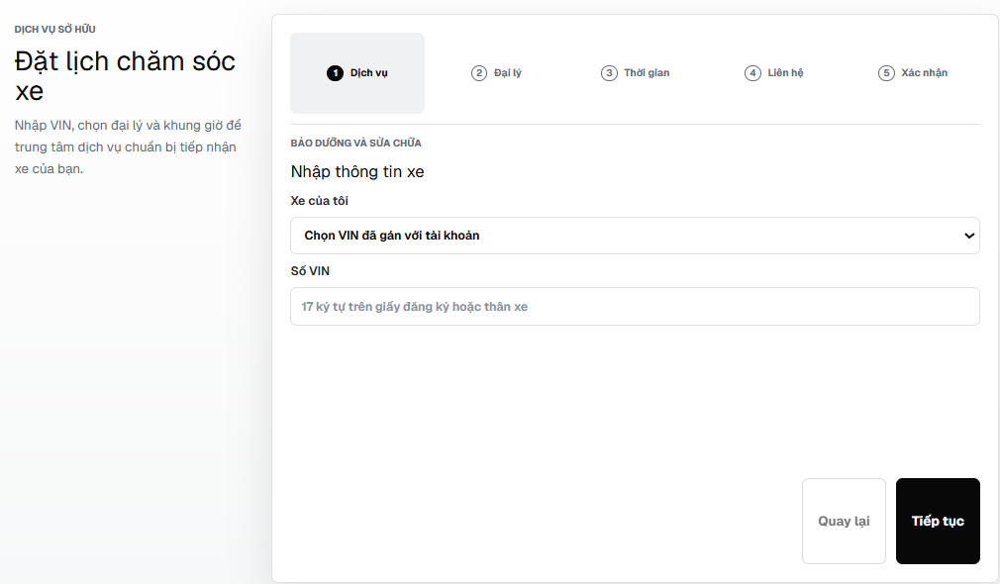 DỊCH VỤ SỞ HỮU
Đặt lịch chăm sóc
xe
Nhập VIN, chọn đại lý và khung giờ để
trung tâm dịch vụ chuẩn bị tiếp nhận
xe của bạn.
1 Dịch vụ
2 Đại lý
3 Thời gian
4 Liên hệ
5 Xác nhận
BẢO DƯỠNG VÀ SỬA CHỮA
Nhập thông tin xe
Xe của tôi
Chọn VIN đã gán với tài khoản
Số VIN
17 ký tự trên giấy đăng ký hoặc thân xe
Quay lại
Tiếp tục